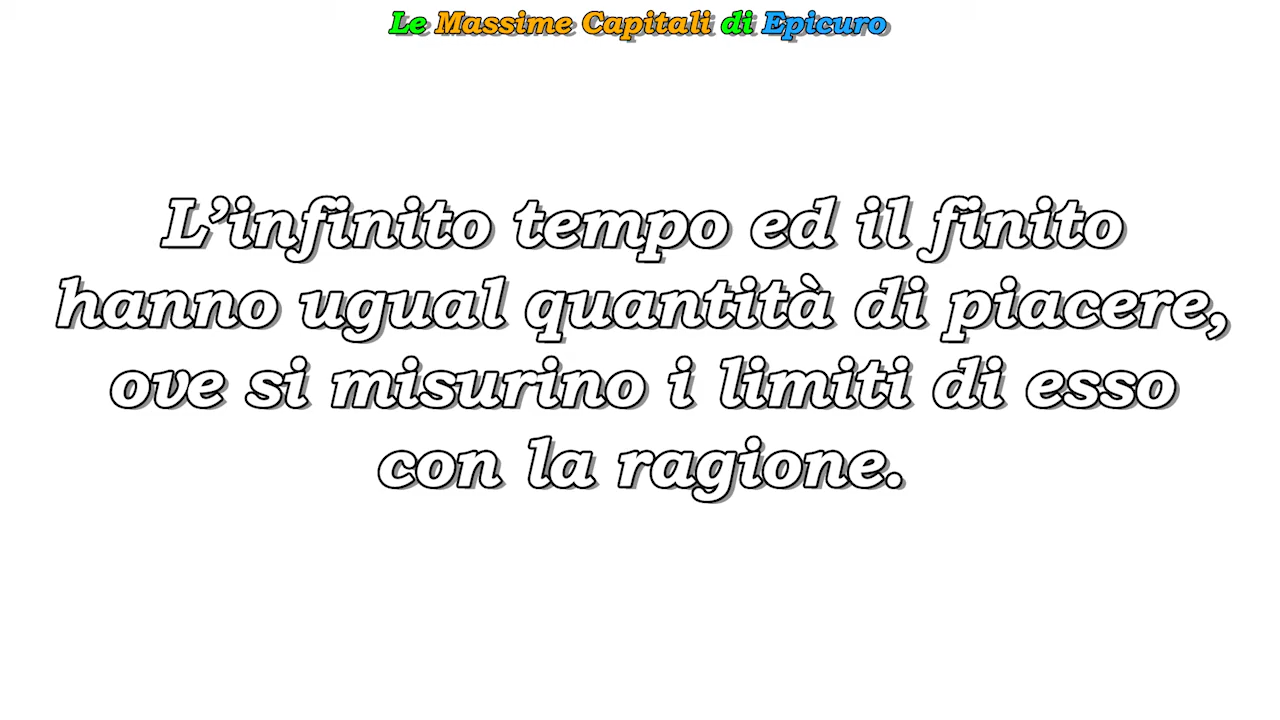 Le Massime Capitali di Epicuro
L’infinito tempo ed il finito
hanno ugual quantità di piacere,
ove si misurino i limiti di esso
con la ragione.